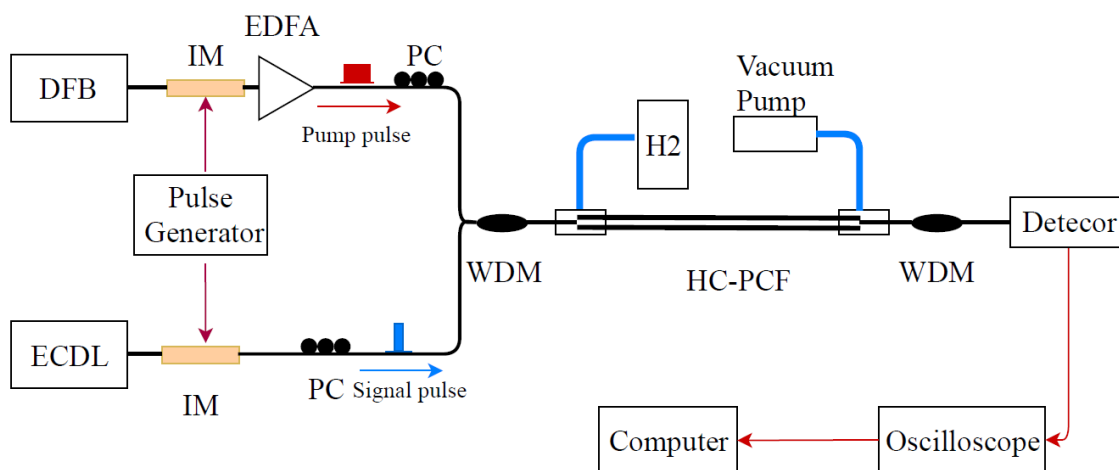 EDFA
IM
PC
DFB
Pump pulse
Vacuum
Pump
H2
Pulse
Generator
WDM
HC-PCF
WDM
Detecor
ECDL
IM
PC
Signal pulse
Computer
Oscilloscope